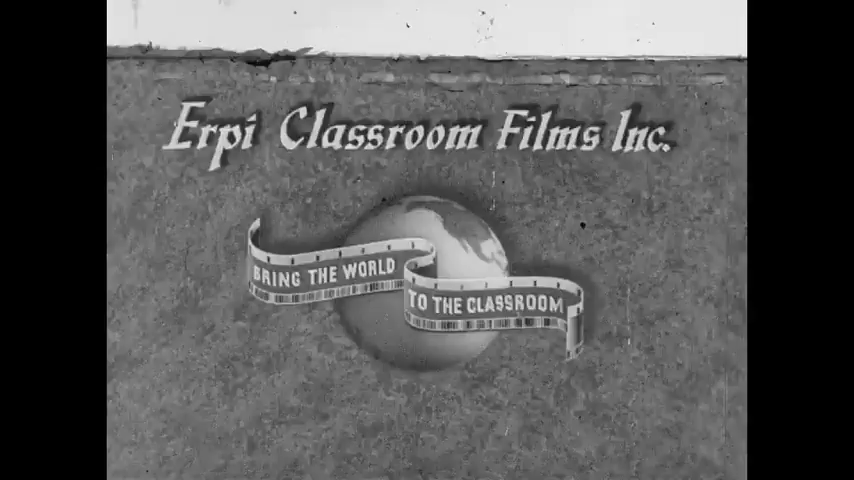 Erpi Classroom Films Inc.
BRING THE WORLD
TO THE CLASSROOM